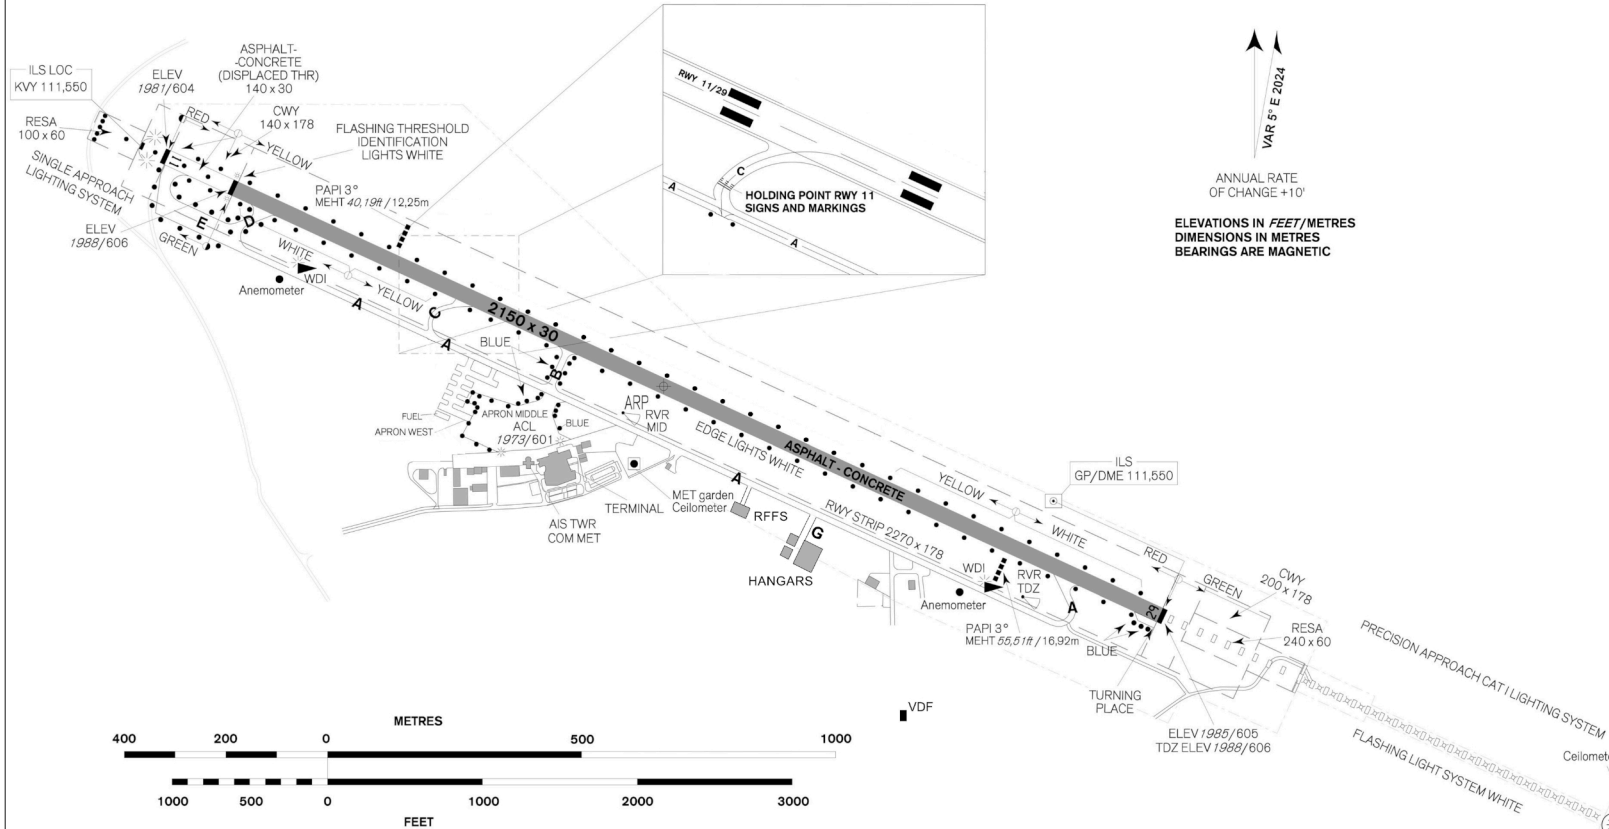 ILS LOC
KVY 111,550
RESA
100 x 60
ELEV
1981/604
ASPHALT-
-CONCRETE
(DISPLACED THR)
140 x 30
CWY
140 x 178
RED
YELLOW
FLASHING THRESHOLD
IDENTIFICATION
LIGHTS WHITE
SINGLE APPROACH
LIGHTING SYSTEM
PAPI 3°
MEHT 40,19ft / 12,25m
ELEV
1988/606
E
D
GREEN
WHITE
WDI
Anemometer
YELLOW
A
C
A
2150 x 30
BLUE
B
FUEL
APRON WEST
APRON MIDDLE
ACL
1973/601
BLUE
ARP
RVR
MID
EDGE LIGHTS WHITE
ASPHALT - CONCRETE
TERMINAL
AIS TWR
COM MET
MET garden
Ceilometer
A
RFFS
HANGARS
G
RWY STRIP 2270 x 178
RWY 11/29
C
A
HOLDING POINT RWY 11
SIGNS AND MARKINGS
A
VAR 5° E 2024
ANNUAL RATE
OF CHANGE +10'
ELEVATIONS IN FEET/METRES
DIMENSIONS IN METRES
BEARINGS ARE MAGNETIC
ILS
GP/DME 111,550
YELLOW
WHITE
RED
GREEN
CWY
200 x 178
RESA
240 x 60
WDI
RVR
TDZ
Anemometer
A
29
PAPI 3°
MEHT 55,51ft / 16,92m
BLUE
TURNING
PLACE
ELEV 1985/605
TDZ ELEV 1988/606
PRECISION APPROACH CAT I LIGHTING SYSTEM
FLASHING LIGHT SYSTEM WHITE
Ceilomete
VDF
METRES
400 200 0 500 1000
1000 500 0 1000 2000 3000
FEET